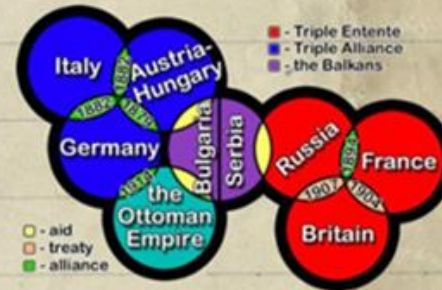 Italy
1882
Austria-
Hungary
1882
1879
Germany
1914
the
Ottoman
Empire
Bulgaria
Serbia
Russia
1894
France
1907
1904
Britain
- Triple Entente
- Triple Alliance
- the Balkans
- aid
- treaty
- alliance